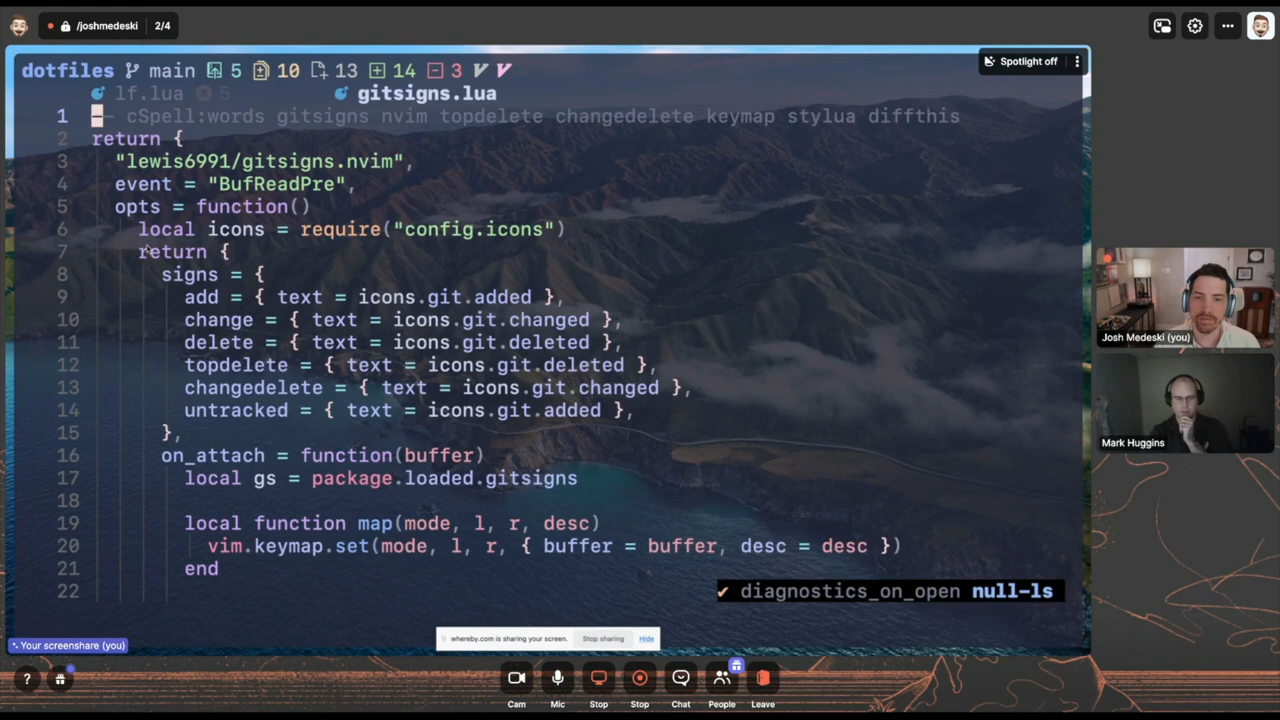 /joshmedeski 2/4
Spotlight off
dotfiles main 5 10 13 14 3
lf.lua 5 gitsigns.lua
1 -- cSpell:words gitsigns nvim topdelete changedelete keymap stylua diffthis
2 return {
3 "lewis6991/gitsigns.nvim",
4 event = "BufReadPre",
5 opts = function()
6 local icons = require("config.icons")
7 return {
8 signs = {
9 add = { text = icons.git.added },
10 change = { text = icons.git.changed },
11 delete = { text = icons.git.deleted },
12 topdelete = { text = icons.git.deleted },
13 changedelete = { text = icons.git.changed },
14 untracked = { text = icons.git.added },
15 },
16 on_attach = function(buffer)
17 local gs = package.loaded.gitsigns
18
19 local function map(mode, l, r, desc)
20 vim.keymap.set(mode, l, r, { buffer = buffer, desc = desc })
21 end
22
✔ diagnostics_on_open null-ls
Josh Medeski (you)
Mark Huggins
whereby.com is sharing your screen. Stop sharing Hide
Your screenshare (you)
?
Cam Mic Stop Stop Chat People Leave